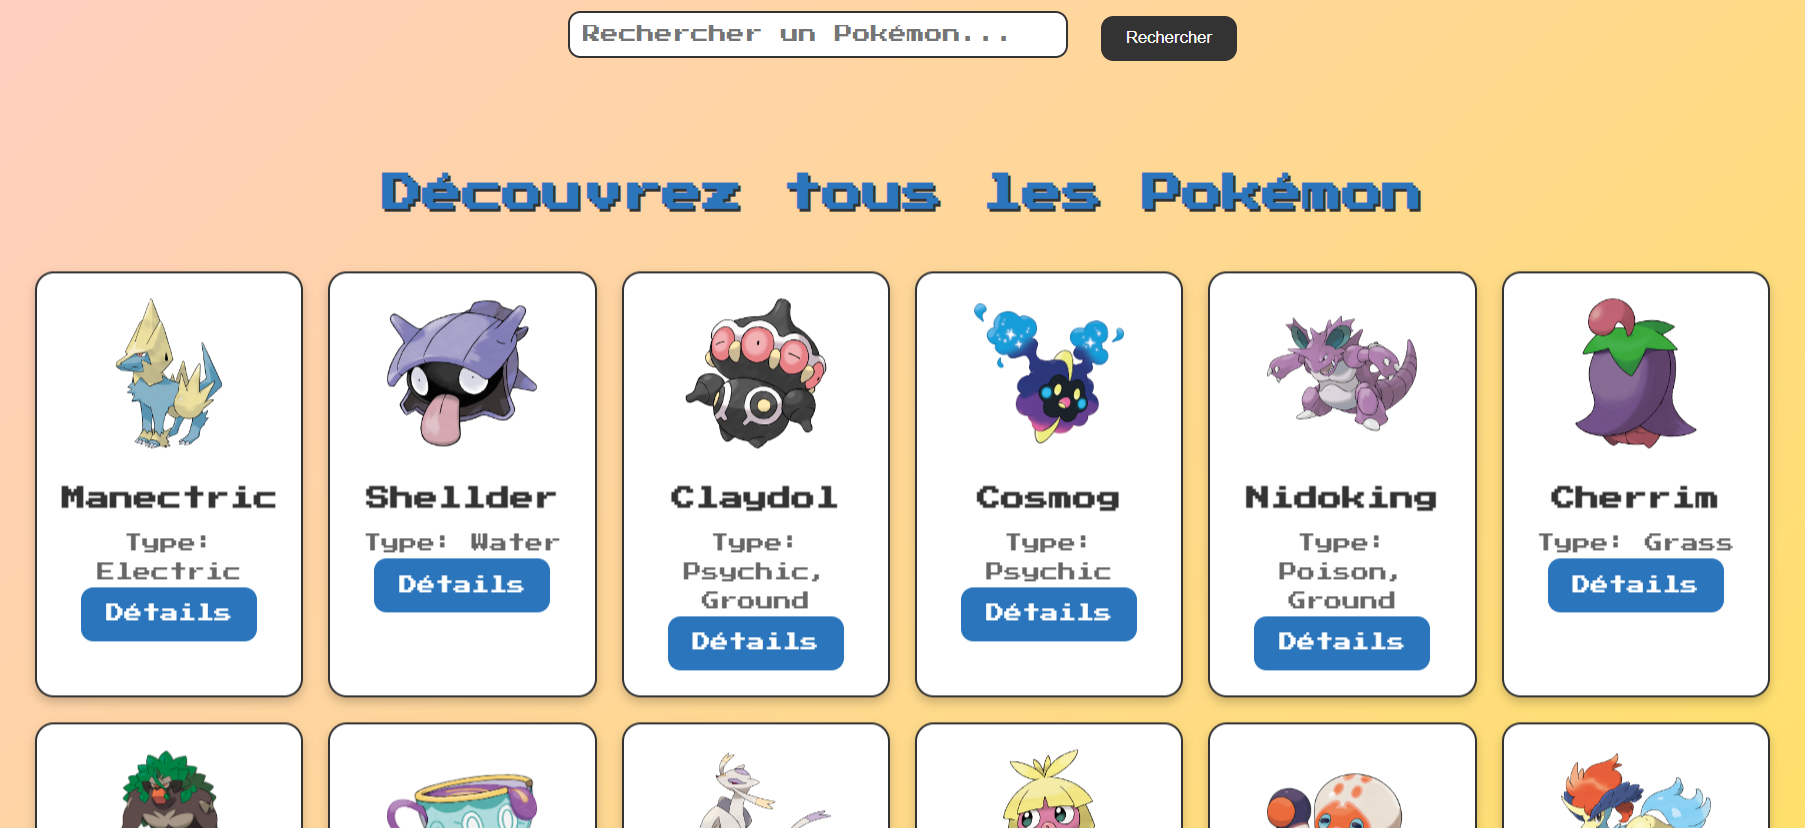 Rechercher un Pokémon...
Rechercher
Découvrez tous les Pokémon
Manectric
Type:
Electric
Détails
Shellder
Type: Water
Détails
Claydol
Type:
Psychic,
Ground
Détails
Cosmog
Type:
Psychic
Détails
Nidoking
Type:
Poison,
Ground
Détails
Cherrim
Type: Grass
Détails